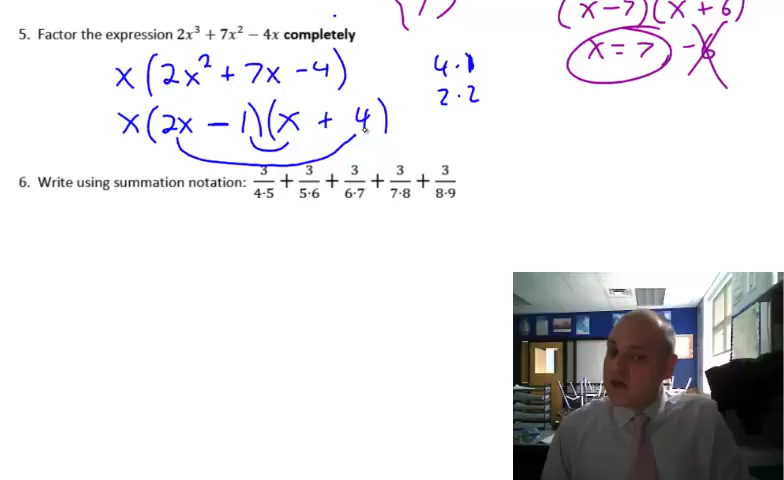 (x-7)(x+6)
x = 7 -6
5. Factor the expression 2x³ + 7x² − 4x completely
x(2x² + 7x - 4)
4·1
2·2
x(2x - 1)(x + 4)
6. Write using summation notation: 3/4·5 + 3/5·6 + 3/6·7 + 3/7·8 + 3/8·9